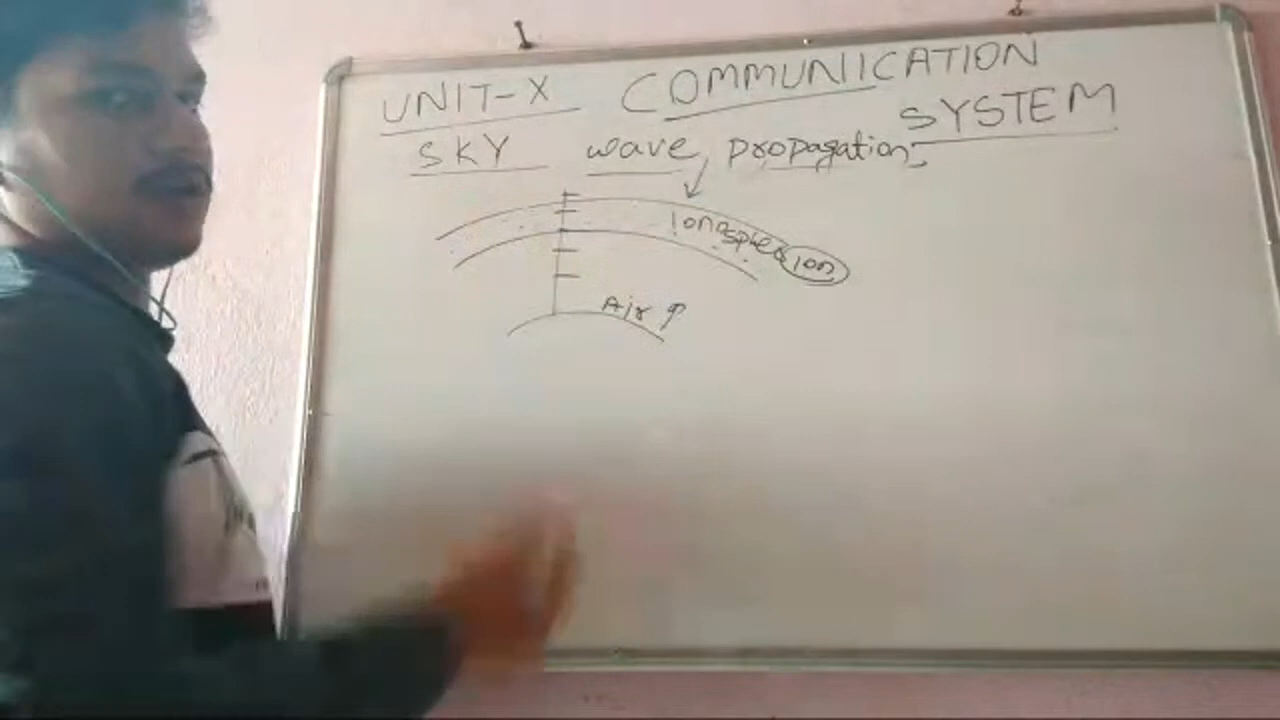 UNIT-X COMMUNICATION
SYSTEM
SKY wave propagation:-
Ionosphere
ion
Air